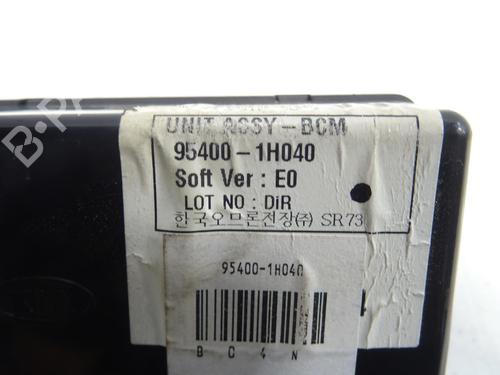 UNIT ASSY-BCM
95400-1H040
Soft Ver : E0
LOT NO : DiR
한국오므론전장㈜ SR73
95400-1H040
B C 4 N